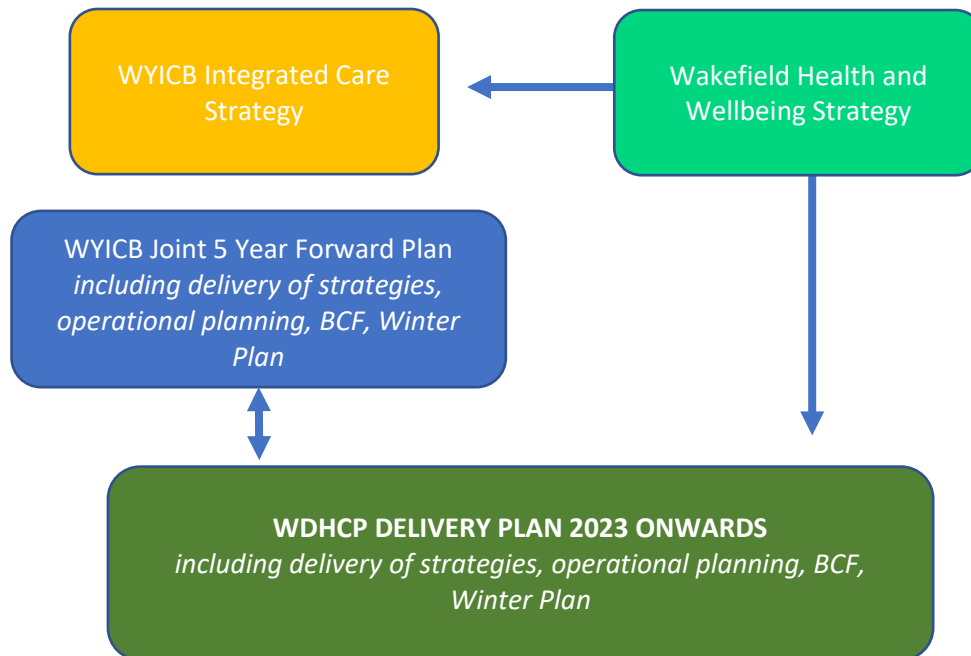 WYICB Integrated Care
Strategy
Wakefield Health and
Wellbeing Strategy
WYICB Joint 5 Year Forward Plan
including delivery of strategies,
operational planning, BCF, Winter
Plan
WDHCP DELIVERY PLAN 2023 ONWARDS
including delivery of strategies, operational planning, BCF,
Winter Plan